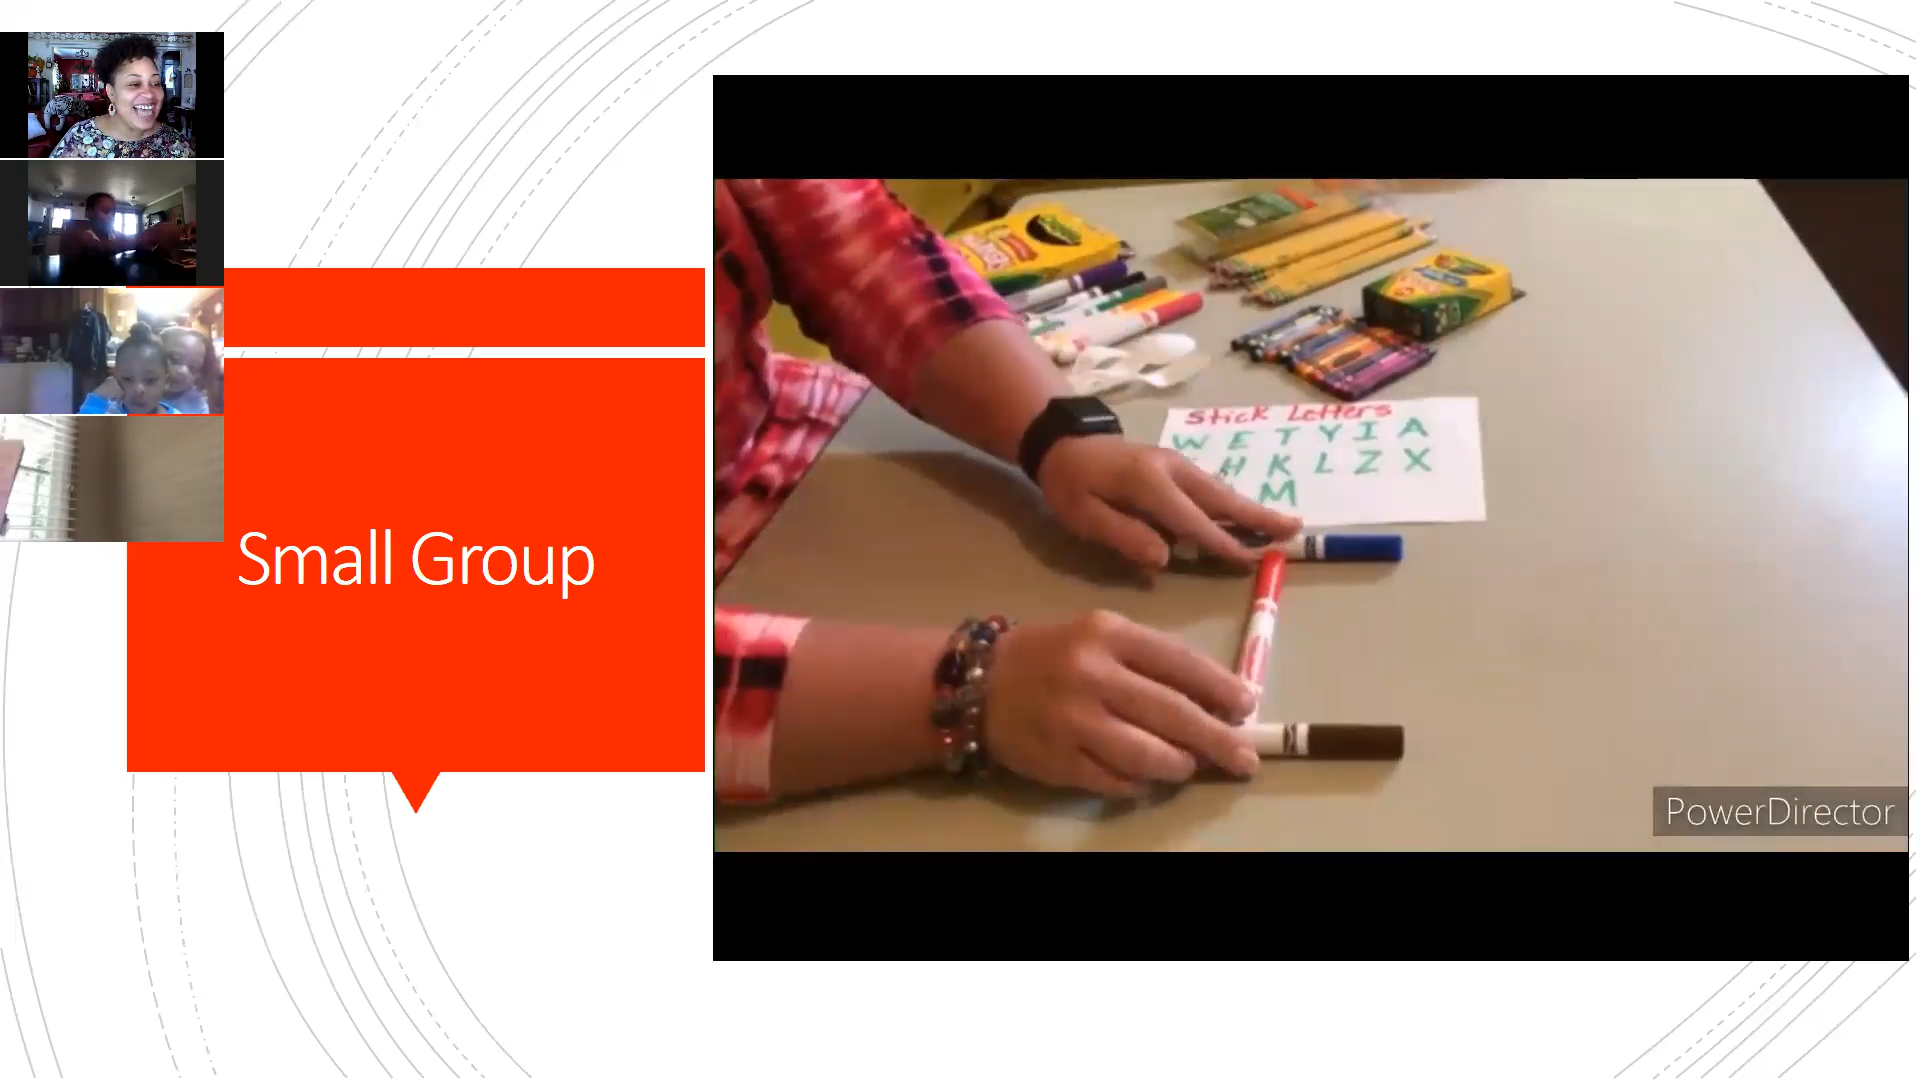 Small Group
Stick Letters
W E T Y I A
H K L Z X
M
PowerDirector